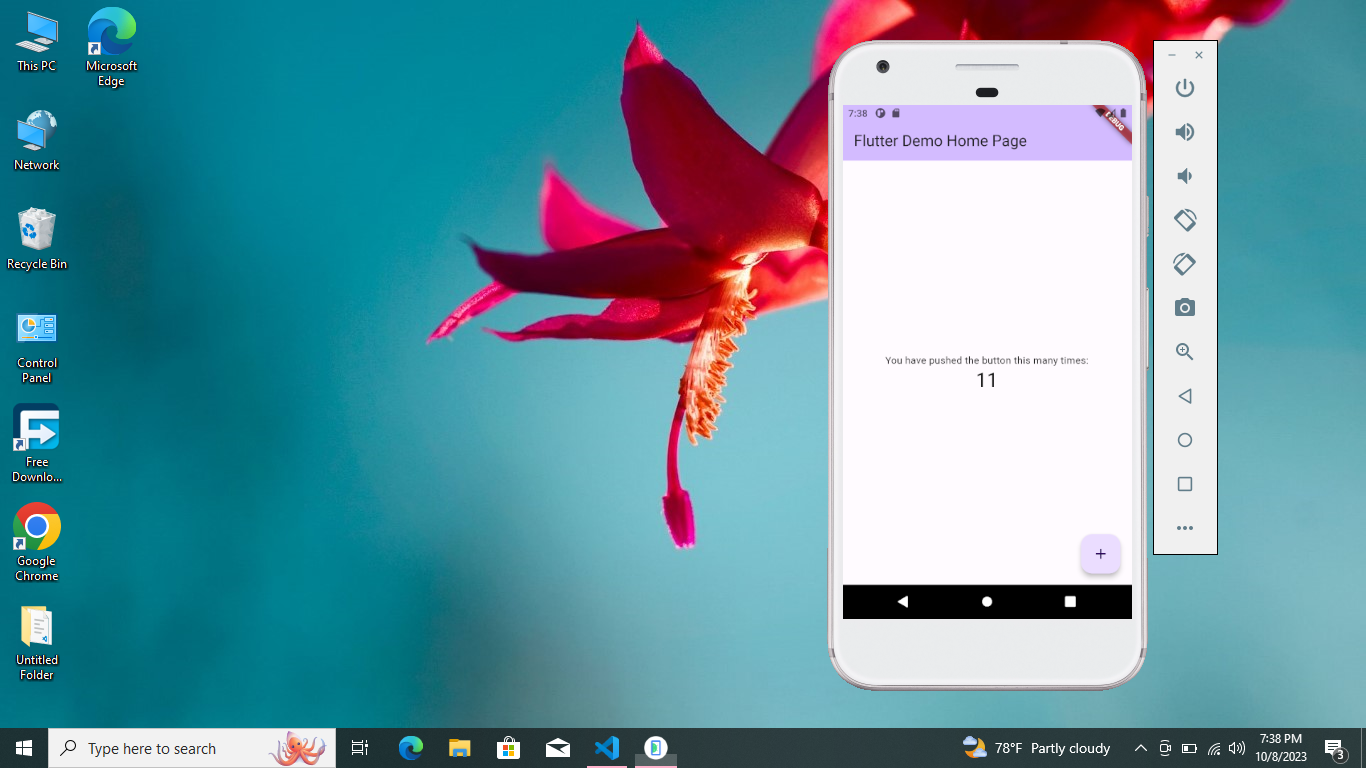 This PC
Microsoft
Edge
Network
Recycle Bin
Control
Panel
Free
Downlo...
Google
Chrome
Untitled
Folder
7:38
DEBUG
Flutter Demo Home Page
You have pushed the button this many times:
11
+
Type here to search
78°F Partly cloudy
7:38 PM
10/8/2023
3